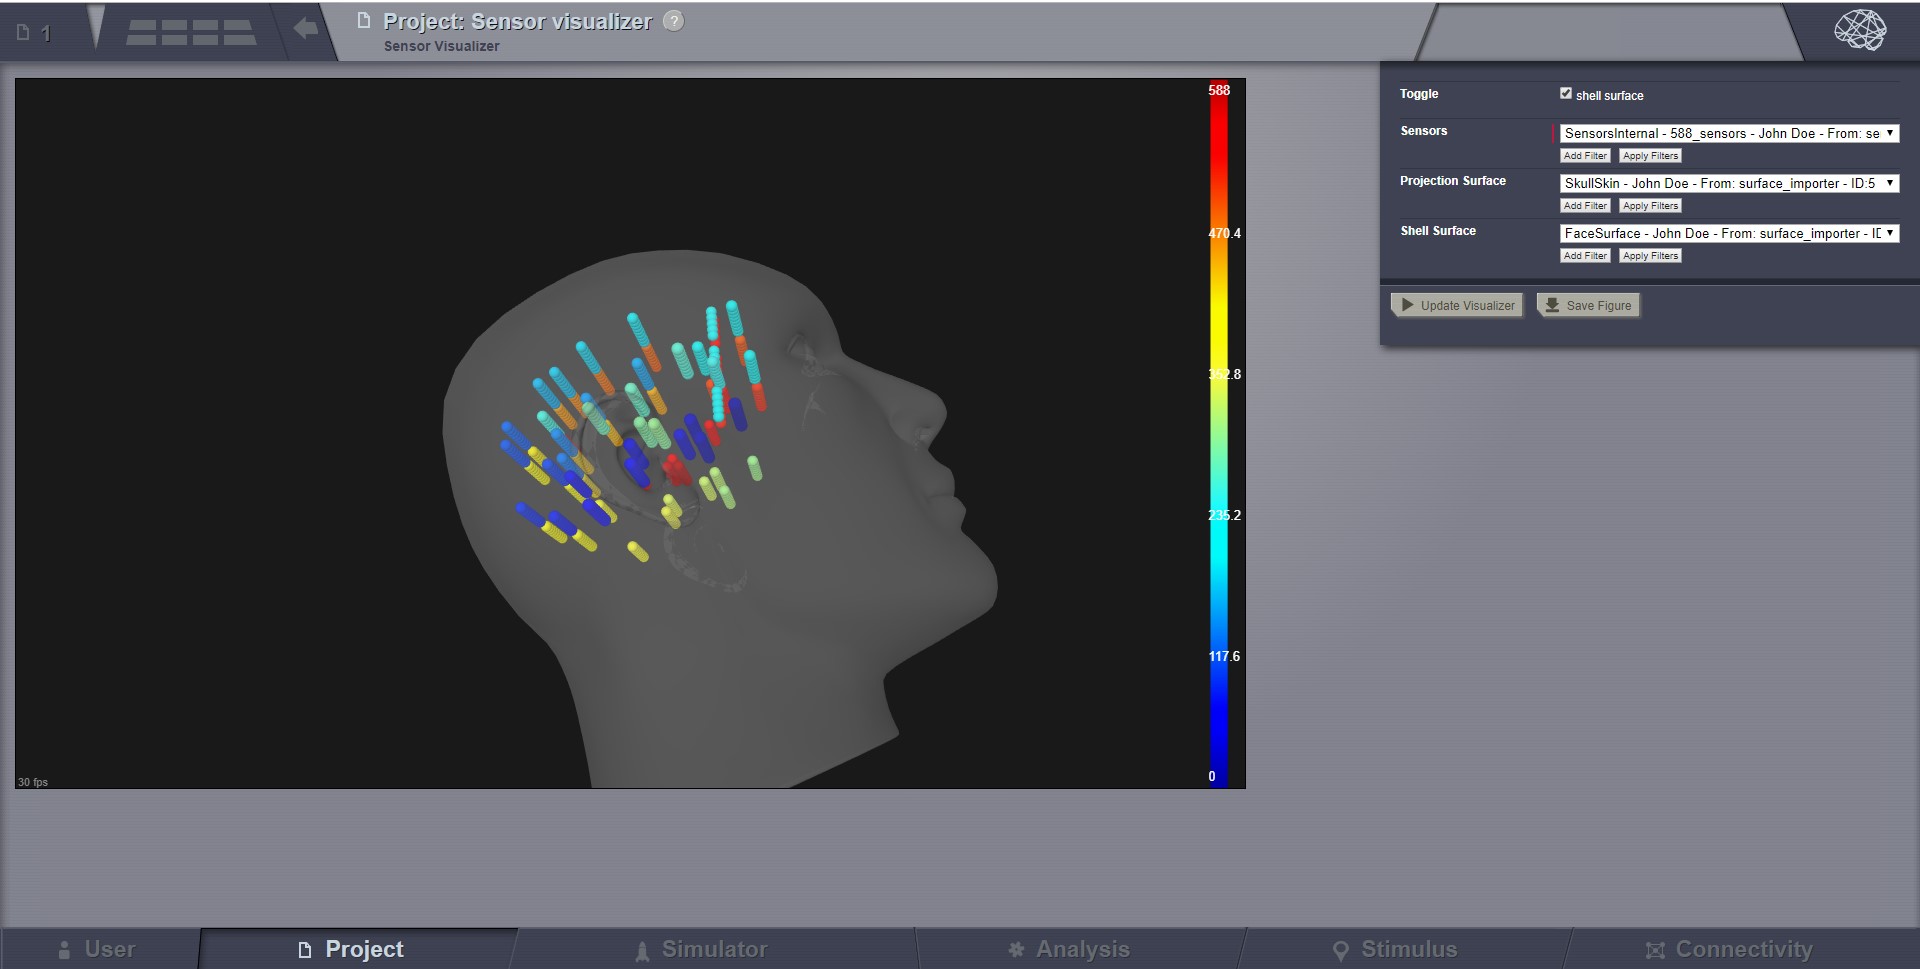 1
Project: Sensor visualizer ?
Sensor Visualizer
588
470.4
352.8
235.2
117.6
0
30 fps
Toggle
shell surface
Sensors
SensorsInternal - 588_sensors - John Doe - From: se
Add Filter Apply Filters
Projection Surface
SkullSkin - John Doe - From: surface_importer - ID:5
Add Filter Apply Filters
Shell Surface
FaceSurface - John Doe - From: surface_importer - ID
Add Filter Apply Filters
Update Visualizer Save Figure
User Project Simulator Analysis Stimulus Connectivity